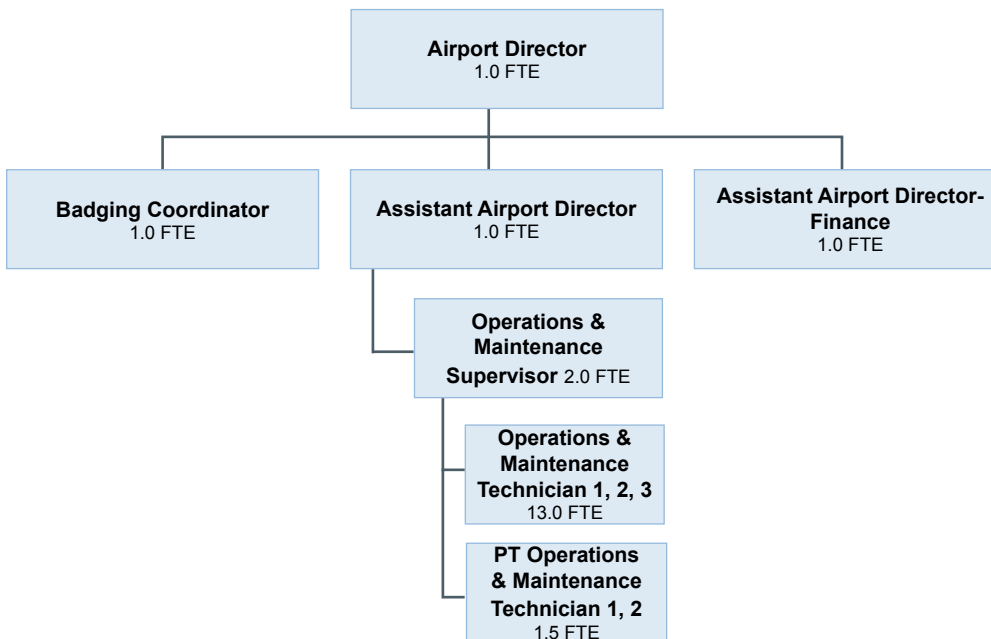 Airport Director
1.0 FTE
Badging Coordinator
1.0 FTE
Assistant Airport Director
1.0 FTE
Assistant Airport Director-
Finance
1.0 FTE
Operations &
Maintenance
Supervisor 2.0 FTE
Operations &
Maintenance
Technician 1, 2, 3
13.0 FTE
PT Operations
& Maintenance
Technician 1, 2
1.5 FTE